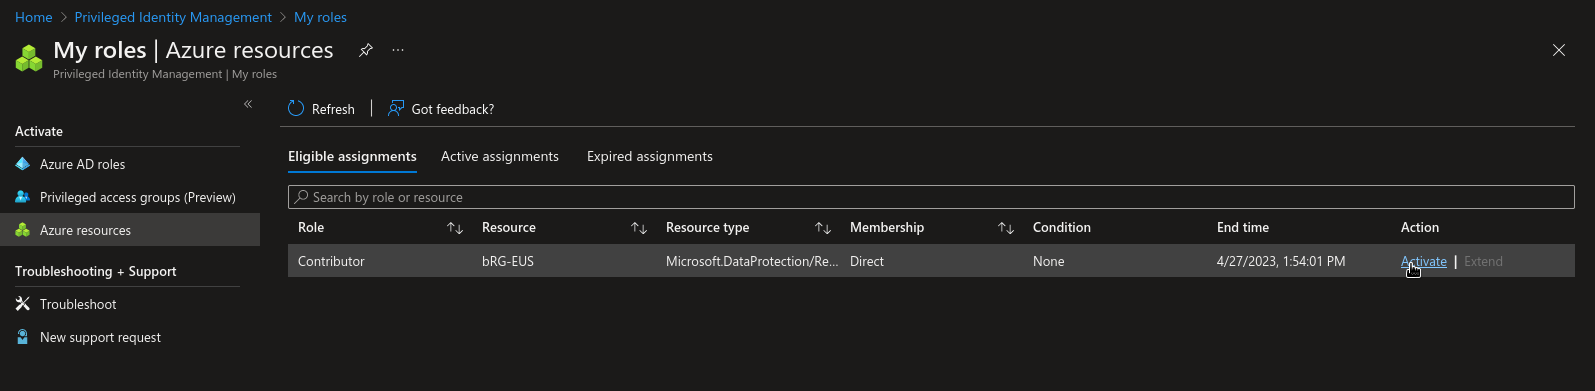 Home > Privileged Identity Management > My roles
My roles | Azure resources
Privileged Identity Management | My roles
Refresh | Got feedback?
Activate
Azure AD roles
Privileged access groups (Preview)
Azure resources
Troubleshooting + Support
Troubleshoot
New support request
Eligible assignments Active assignments Expired assignments
Search by role or resource
Role Resource Resource type Membership Condition End time Action
Contributor bRG-EUS Microsoft.DataProtection/Re... Direct None 4/27/2023, 1:54:01 PM Activate | Extend